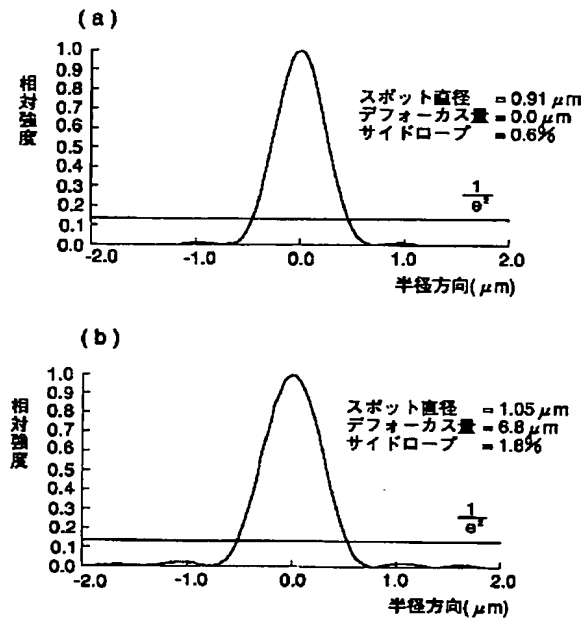 (a)
相対強度
1.0
0.9
0.8
0.7
0.6
0.5
0.4
0.3
0.2
0.1
0.0
スポット直径 = 0.91 μm
デフォーカス量 = 0.0 μm
サイドローブ = 0.6%
1/e²
-2.0 -1.0 0.0 1.0 2.0
半径方向(μm)
(b)
相対強度
1.0
0.9
0.8
0.7
0.6
0.5
0.4
0.3
0.2
0.1
0.0
スポット直径 = 1.05 μm
デフォーカス量 = 6.8 μm
サイドローブ = 1.8%
1/e²
-2.0 -1.0 0.0 1.0 2.0
半径方向(μm)